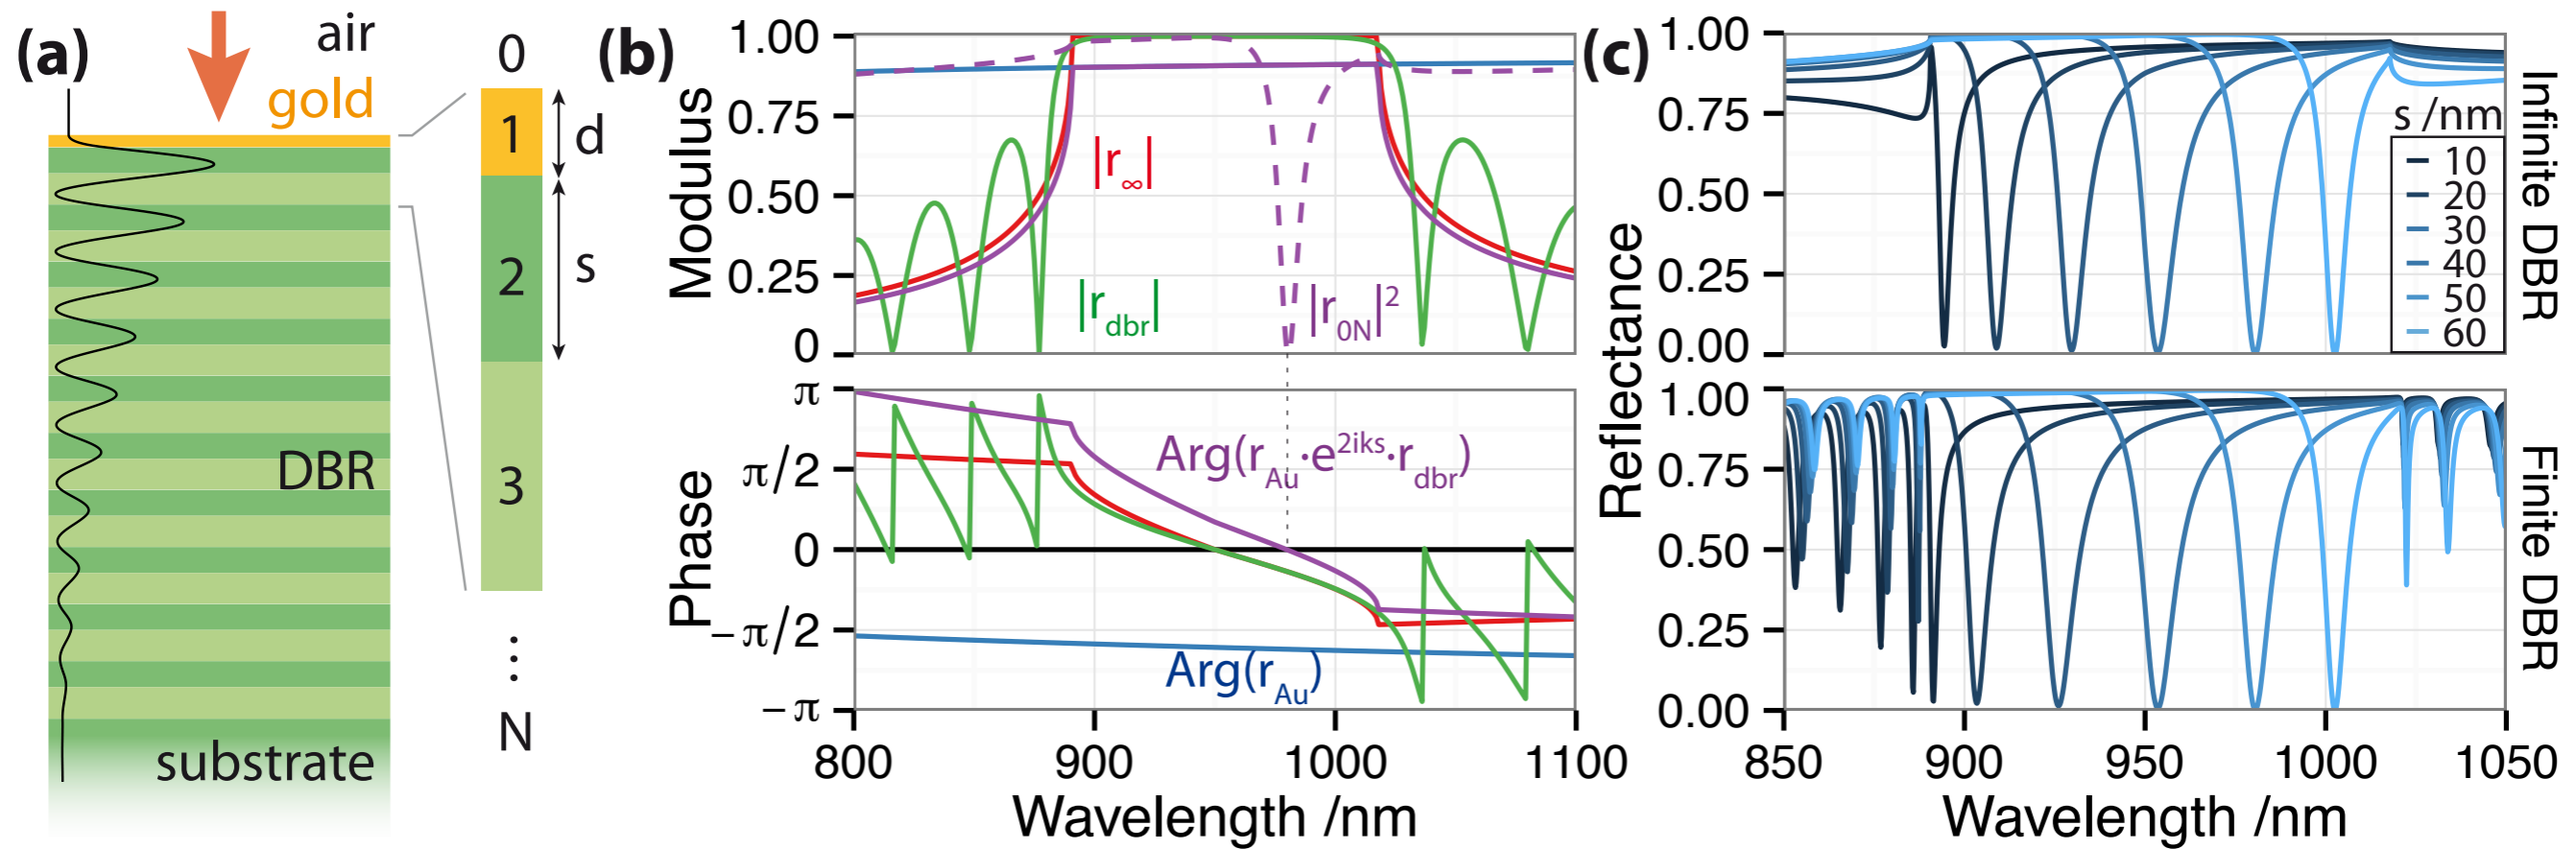 (a)
air
gold
DBR
substrate
0
1
d
2
s
3
⋮
N
(b)
Modulus
1.00
0.75
0.50
0.25
0
|r∞|
|rdbr|
|r0N|²
Phase
π
π/2
0
−π/2
−π
Arg(rAu·e^2iks·rdbr)
Arg(rAu)
800 900 1000 1100
Wavelength /nm
(c)
Reflectance
1.00
0.75
0.50
0.25
0.00
s /nm
10
20
30
40
50
60
Infinite DBR
1.00
0.75
0.50
0.25
0.00
Finite DBR
850 900 950 1000 1050
Wavelength /nm